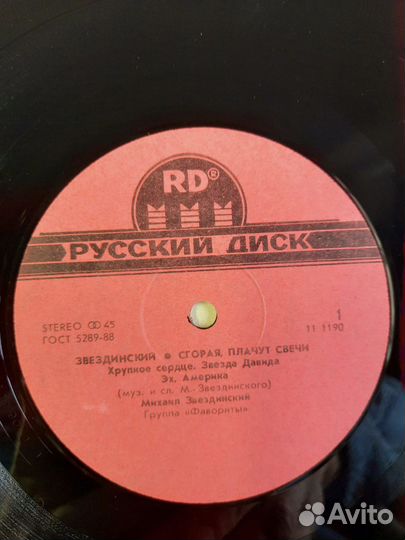 RD®
РУССКИЙ ДИСК
STEREO ꝏ 45
ГОСТ 5289-88
1
11 1190
ЗВЕЗДИНСКИЙ ● СГОРАЯ, ПЛАЧУТ СВЕЧИ
Хрупкое сердце. Звезда Давида
Эх, Америка
(муз. и сл. М. Звездинского)
Михаил Звездинский
Группа «Фавориты»
Avito